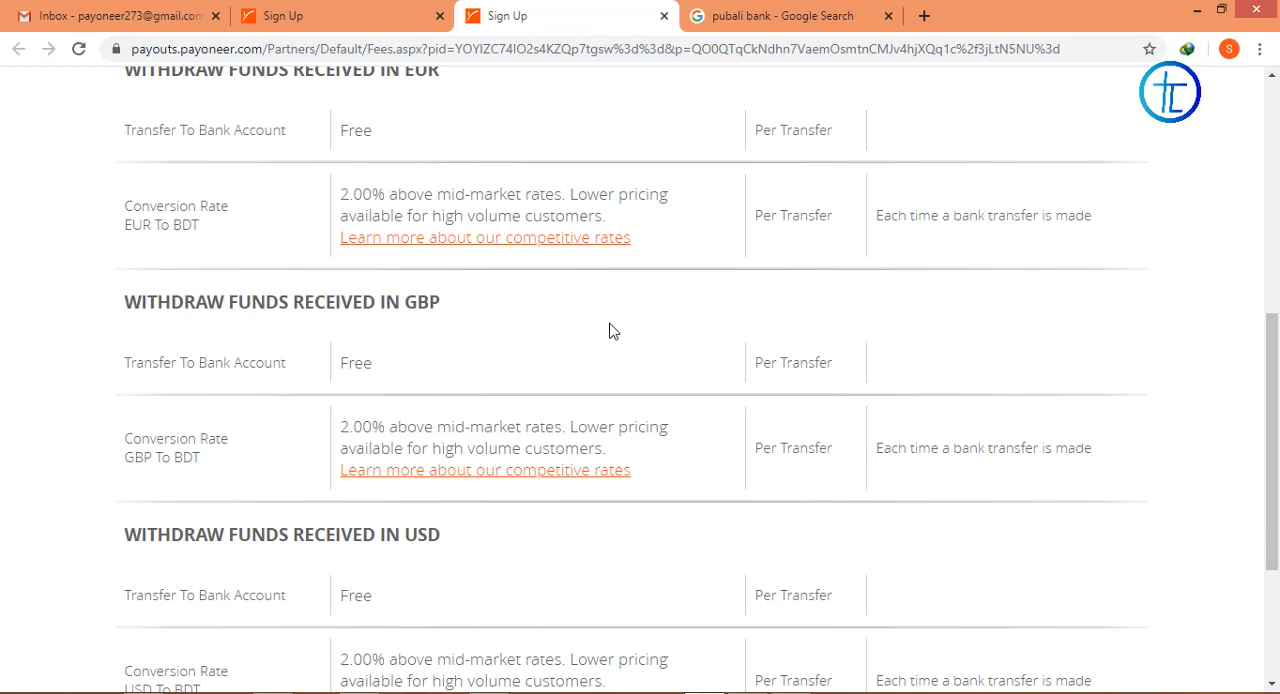 Inbox - payoneer273@gmail.com
Sign Up
Sign Up
pubali bank - Google Search
payouts.payoneer.com/Partners/Default/Fees.aspx?pid=YOYIZC74IO2s4KZQp7tgsw%3d%3d&p=QO0QTqCkNdhn7VaemOsmtnCMJv4hjXQq1c%2f3jLtN5NU%3d
S
TL
WITHDRAW FUNDS RECEIVED IN EUR
Transfer To Bank Account
Free
Per Transfer
Conversion Rate
EUR To BDT
2.00% above mid-market rates. Lower pricing
available for high volume customers.
Learn more about our competitive rates
Per Transfer
Each time a bank transfer is made
WITHDRAW FUNDS RECEIVED IN GBP
Transfer To Bank Account
Free
Per Transfer
Conversion Rate
GBP To BDT
2.00% above mid-market rates. Lower pricing
available for high volume customers.
Learn more about our competitive rates
Per Transfer
Each time a bank transfer is made
WITHDRAW FUNDS RECEIVED IN USD
Transfer To Bank Account
Free
Per Transfer
Conversion Rate
USD To BDT
2.00% above mid-market rates. Lower pricing
available for high volume customers.
Per Transfer
Each time a bank transfer is made